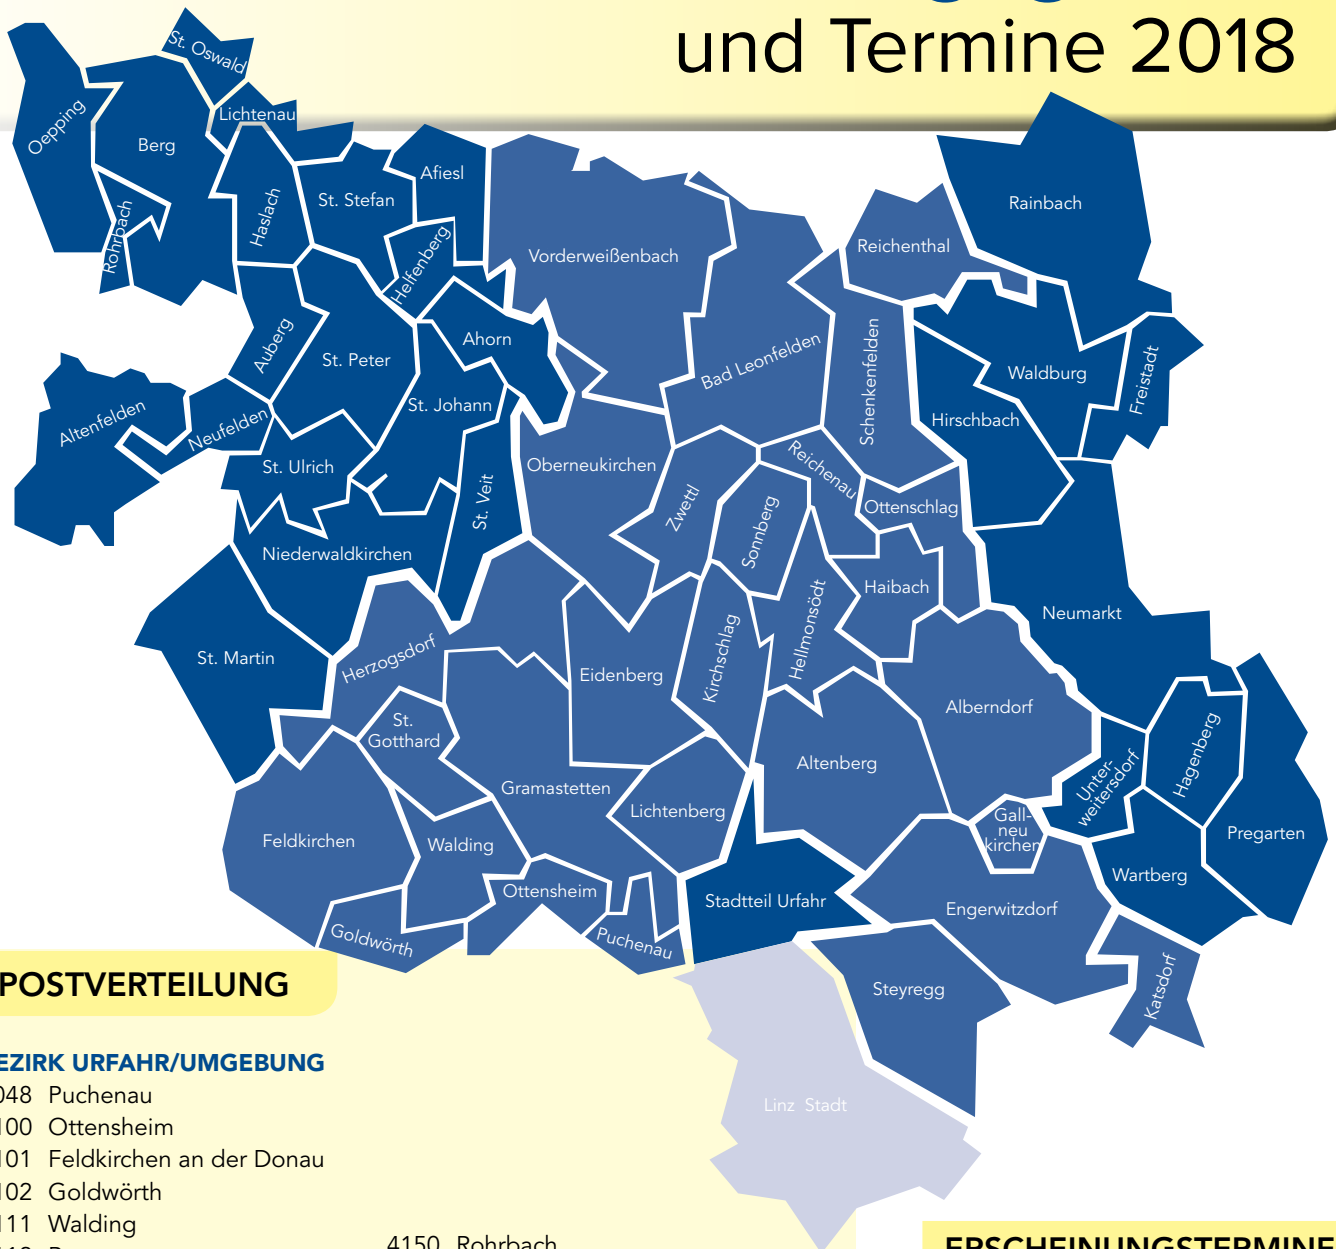 und Termine 2018
St. Oswald
Oepping
Lichtenau
Berg
Afiesl
Rohrbach
Haslach
St. Stefan
Rainbach
Helfenberg
Vorderweißenbach
Reichenthal
Auberg
St. Peter
Ahorn
Bad Leonfelden
Schenkenfelden
Waldburg
Freistadt
Altenfelden
Neufelden
St. Johann
Hirschbach
St. Ulrich
Oberneukirchen
Reichenau
Zwettl
Sonnberg
Ottenschlag
St. Veit
Niederwaldkirchen
Haibach
Neumarkt
St. Martin
Herzogsdorf
Eidenberg
Kirchschlag
Hellmonsödt
St.
Gotthard
Alberndorf
Gramastetten
Altenberg
Unter-
weitersdorf
Hagenberg
Lichtenberg
Feldkirchen
Walding
Gall-
neu
kirchen
Pregarten
Wartberg
Ottensheim
Stadtteil Urfahr
Engerwitzdorf
Goldwörth
Puchenau
Steyregg
Katsdorf
Linz Stadt
POSTVERTEILUNG
EZIRK URFAHR/UMGEBUNG
048 Puchenau
100 Ottensheim
101 Feldkirchen an der Donau
102 Goldwörth
111 Walding
4150 Rohrbach
ERSCHEINUNGSTERMINE